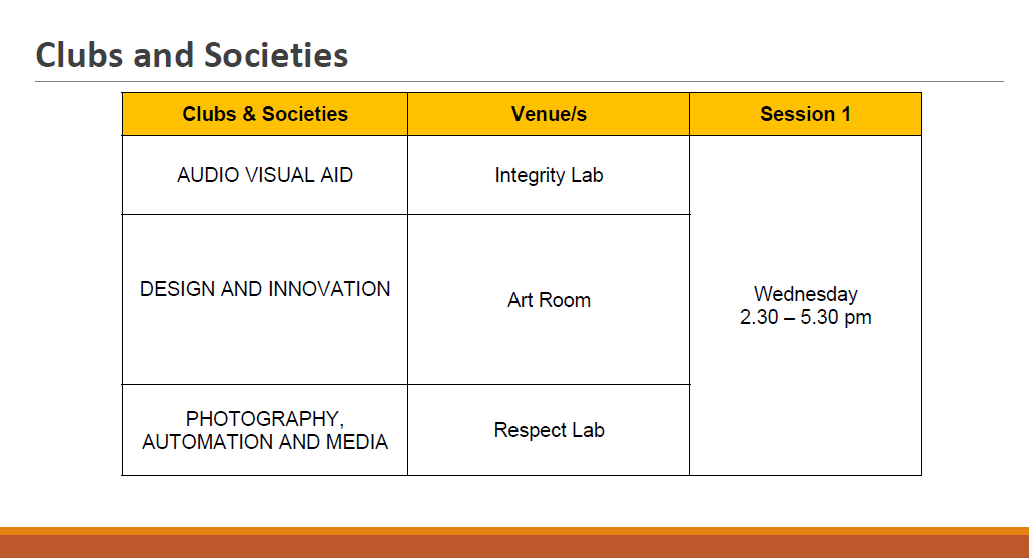 Clubs and Societies
Clubs & Societies
Venue/s
Session 1
AUDIO VISUAL AID
Integrity Lab
DESIGN AND INNOVATION
Art Room
Wednesday
2.30 – 5.30 pm
PHOTOGRAPHY,
AUTOMATION AND MEDIA
Respect Lab